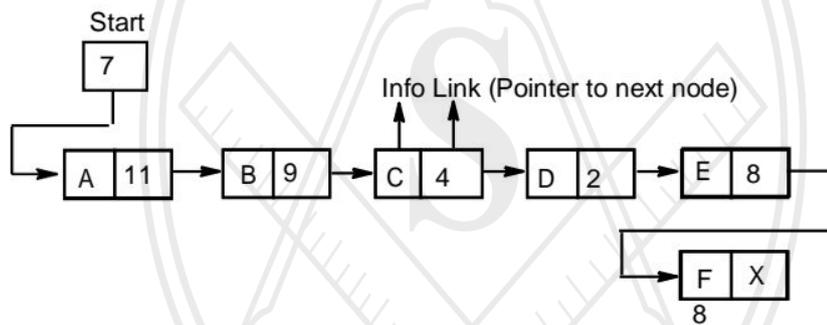 Start
7
Info Link (Pointer to next node)
A 11 B 9 C 4 D 2 E 8
F X
8
S